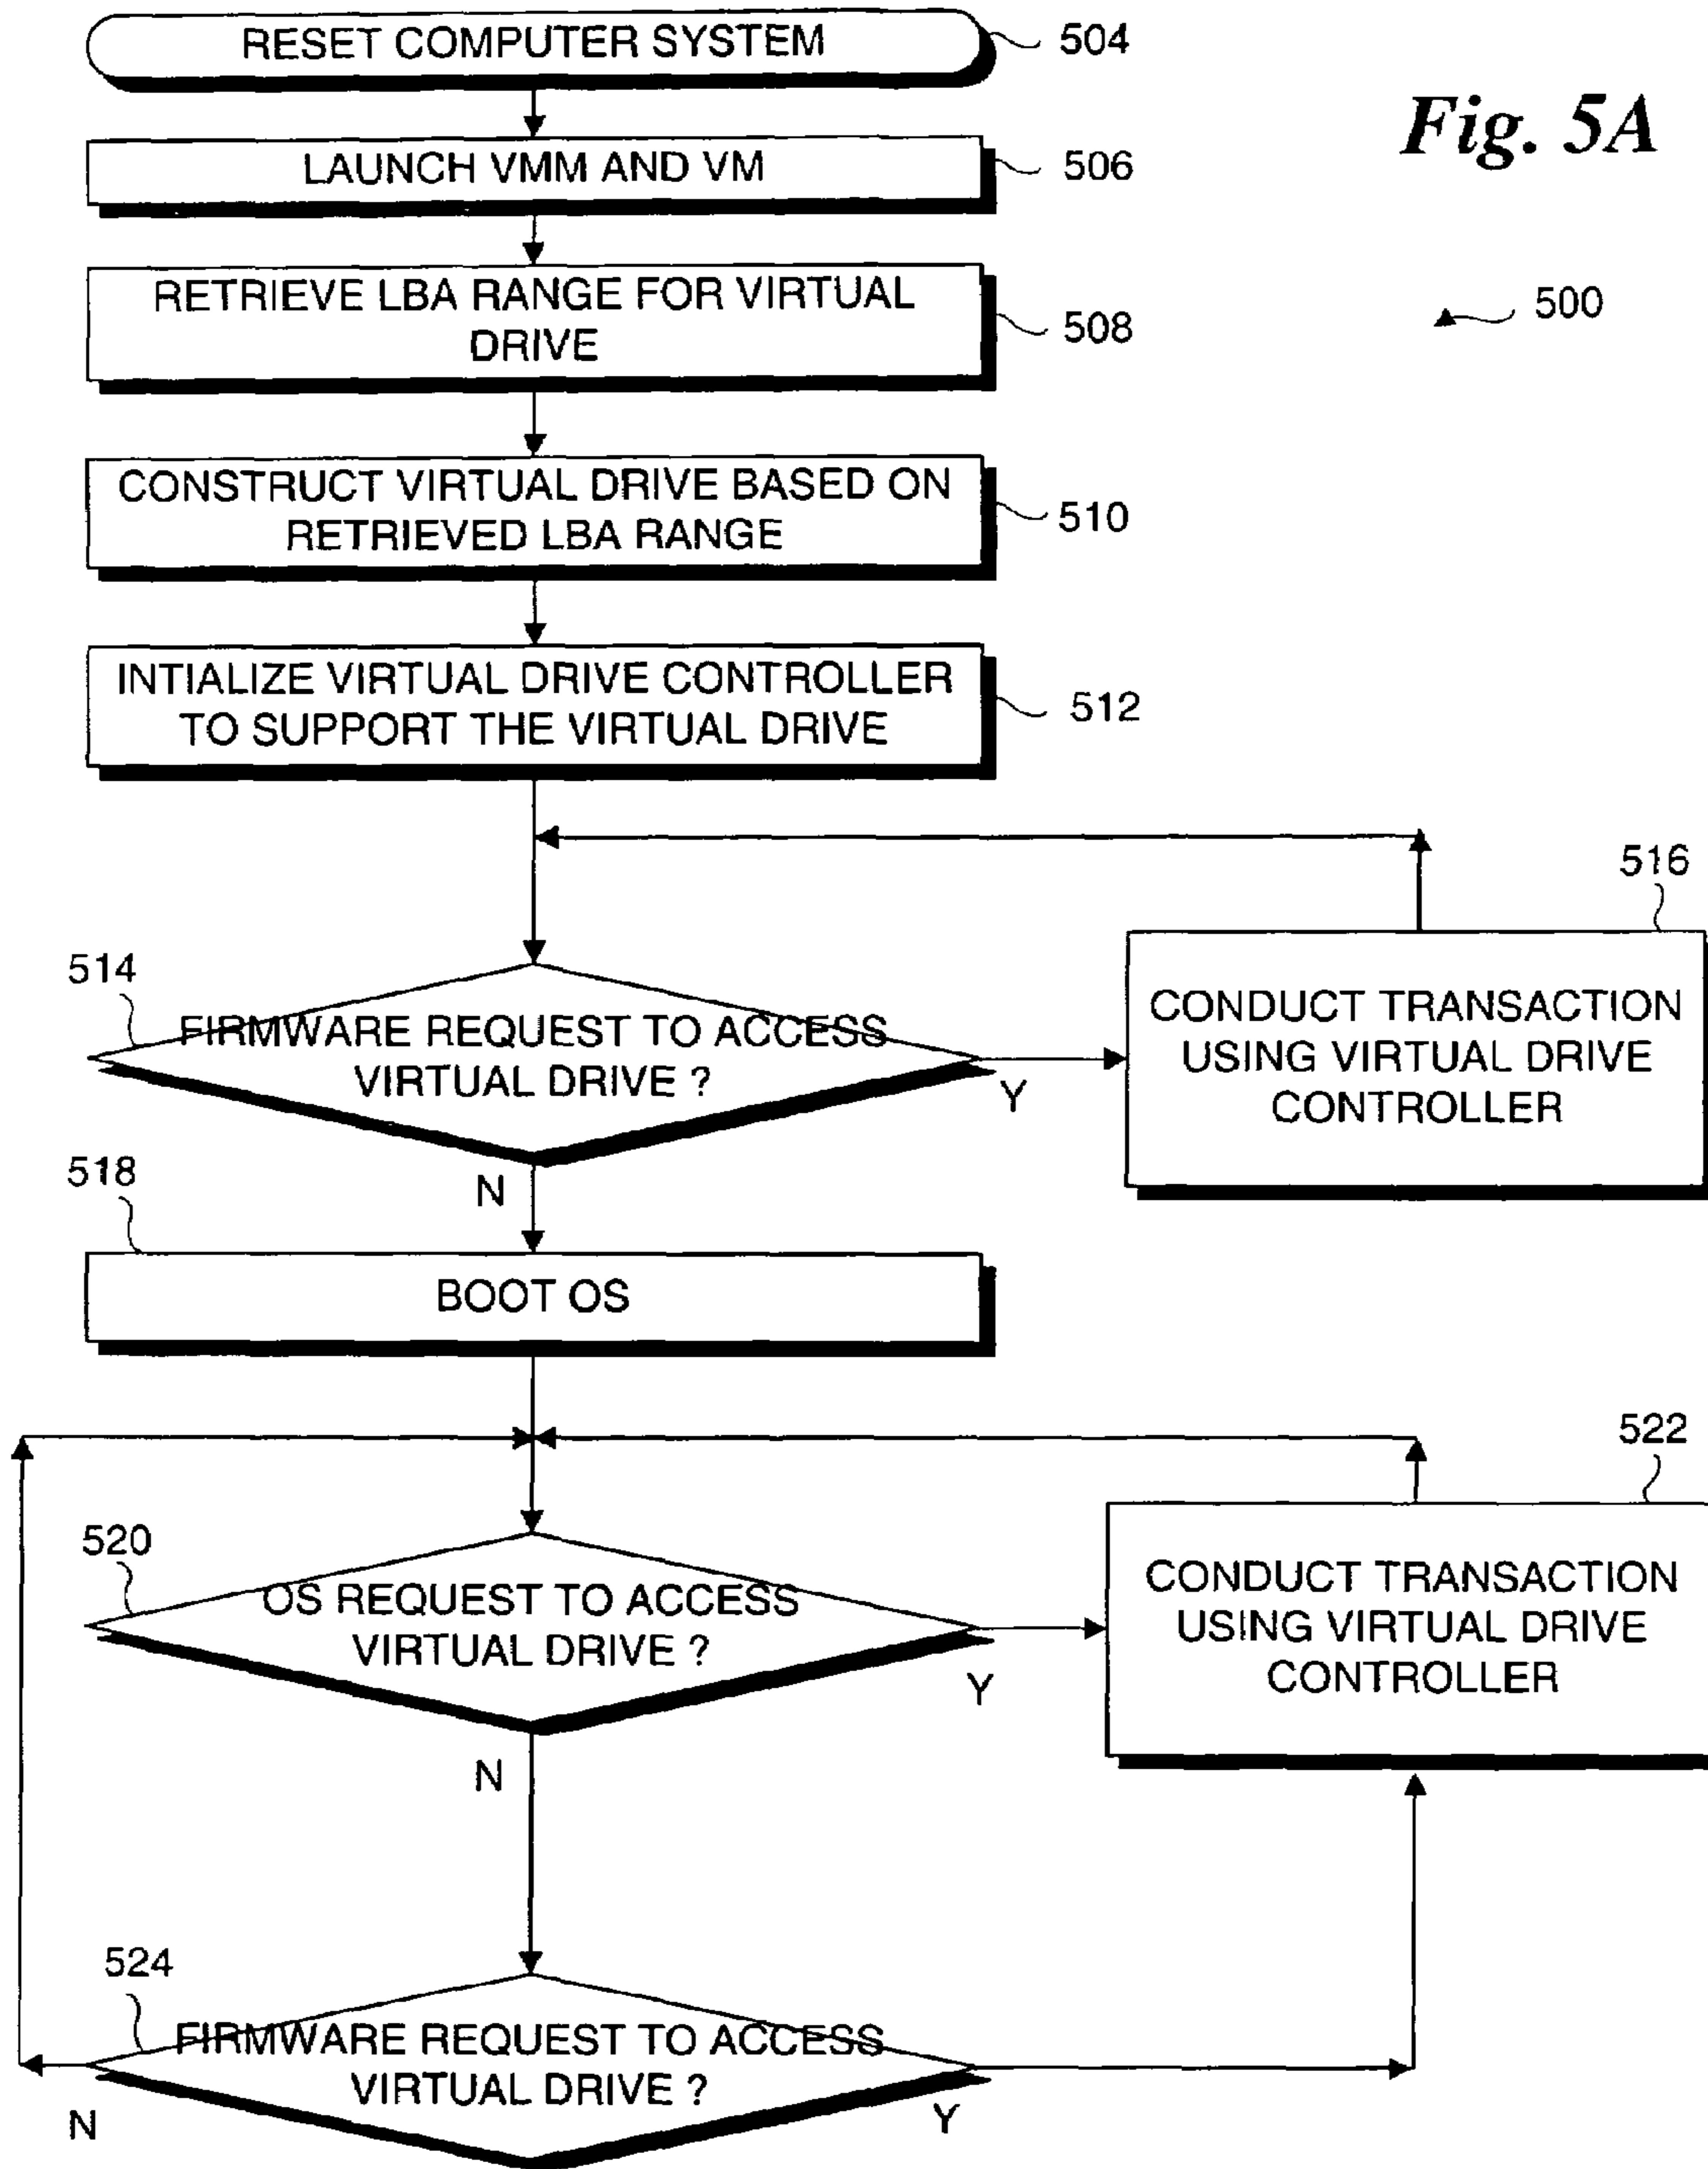 RESET COMPUTER SYSTEM
504
Fig. 5A
LAUNCH VMM AND VM
506
RETRIEVE LBA RANGE FOR VIRTUAL
DRIVE
508
500
CONSTRUCT VIRTUAL DRIVE BASED ON
RETRIEVED LBA RANGE
510
INTIALIZE VIRTUAL DRIVE CONTROLLER
TO SUPPORT THE VIRTUAL DRIVE
512
514
FIRMWARE REQUEST TO ACCESS
VIRTUAL DRIVE ?
Y
N
516
CONDUCT TRANSACTION
USING VIRTUAL DRIVE
CONTROLLER
518
BOOT OS
520
OS REQUEST TO ACCESS
VIRTUAL DRIVE ?
Y
N
522
CONDUCT TRANSACTION
USING VIRTUAL DRIVE
CONTROLLER
524
FIRMWARE REQUEST TO ACCESS
VIRTUAL DRIVE ?
N
Y